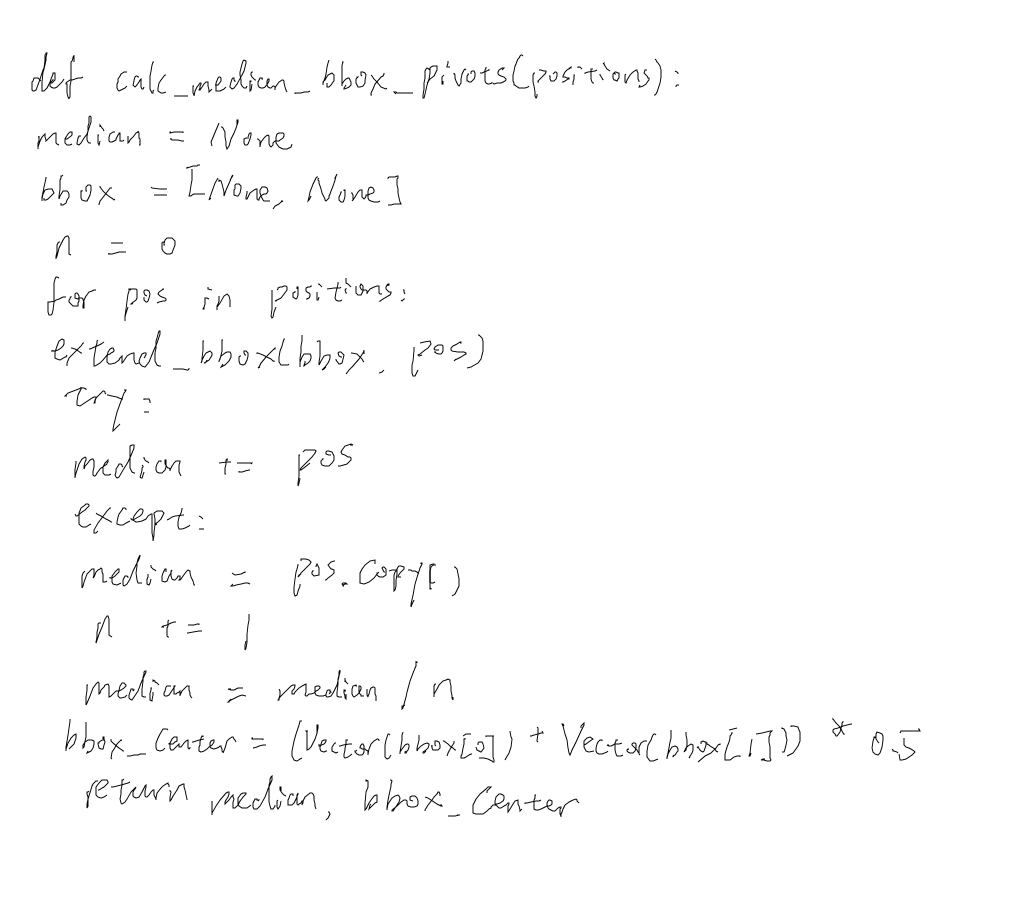 def calc_median_bbox_pivots(positions):
median = None
bbox = [None, None]
n = 0
for pos in positions:
extend_bbox(bbox, pos)
try:
median += pos
except:
median = pos.copy()
n += 1
median = median / n
bbox_center = (Vector(bbox[0]) + Vector(bbox[1])) * 0.5
return median, bbox_center